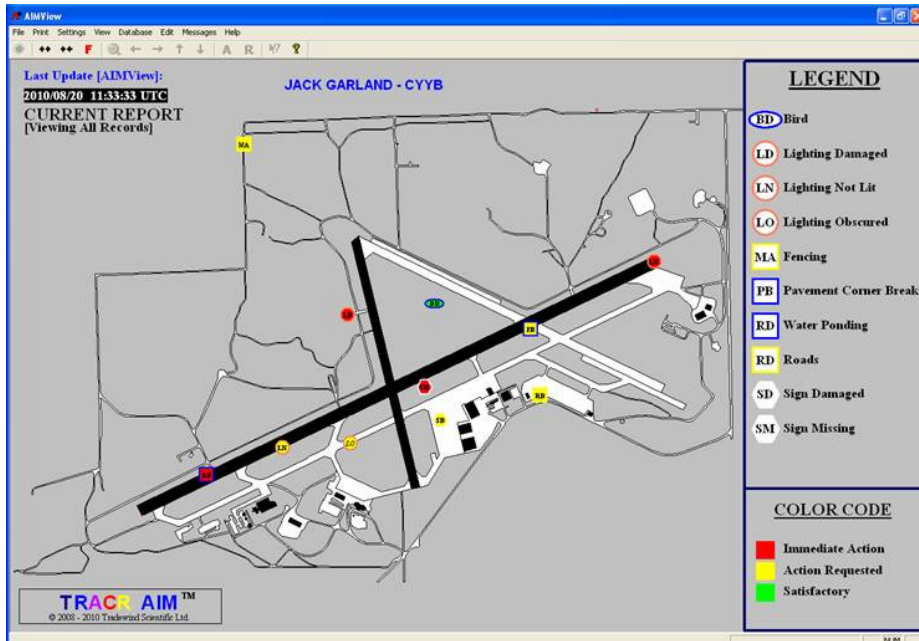 AIMView
File Print Settings View Database Edit Messages Help
F A R ?
Last Update [AIMView]:
2010/08/20 11:33:33 UTC
CURRENT REPORT
[Viewing All Records]
JACK GARLAND - CYYB
MA
PB
RD
SD
LN
LO
LEGEND
BD Bird
LD Lighting Damaged
LN Lighting Not Lit
LO Lighting Obscured
MA Fencing
PB Pavement Corner Break
RD Water Ponding
RD Roads
SD Sign Damaged
SM Sign Missing
COLOR CODE
Immediate Action
Action Requested
Satisfactory
TRACR AIM™
© 2008 - 2010 Tradewind Scientific Ltd.
NUM